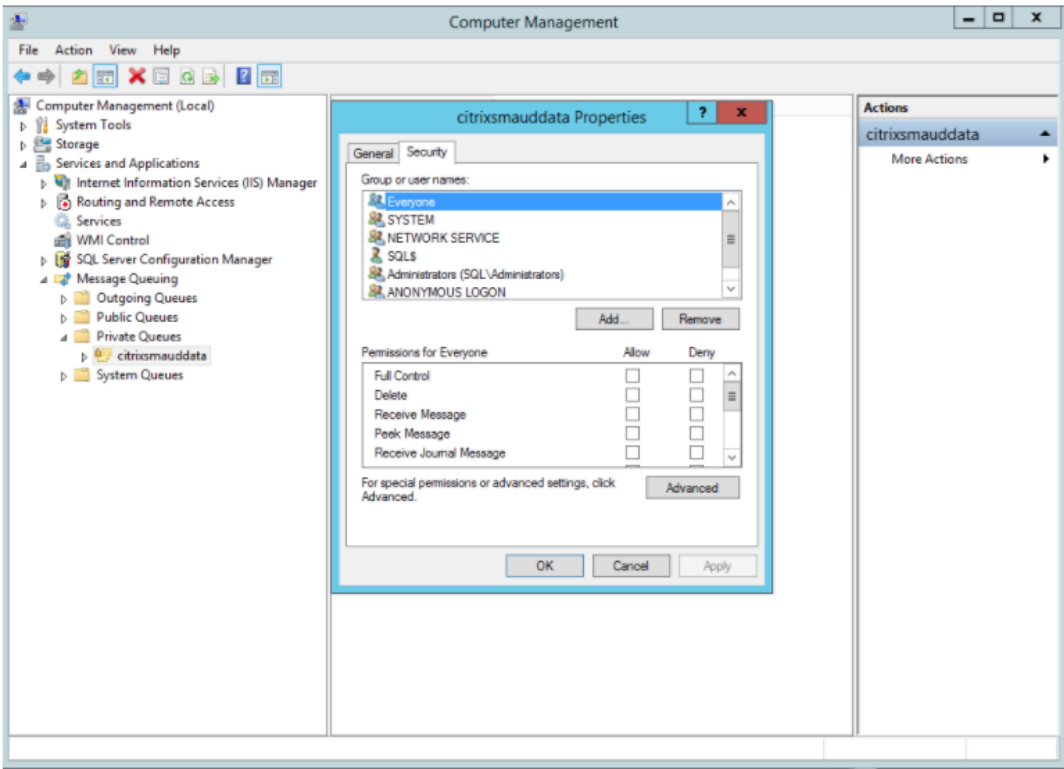 Computer Management
File Action View Help
Computer Management (Local)
System Tools
Storage
Services and Applications
Internet Information Services (IIS) Manager
Routing and Remote Access
Services
WMI Control
SQL Server Configuration Manager
Message Queuing
Outgoing Queues
Public Queues
Private Queues
citrixsmauddata
System Queues
citrixsmauddata Properties
? x
General Security
Group or user names:
Everyone
SYSTEM
NETWORK SERVICE
SQL$
Administrators (SQL\Administrators)
ANONYMOUS LOGON
Add... Remove
Permissions for Everyone Allow Deny
Full Control
Delete
Receive Message
Peek Message
Receive Journal Message
For special permissions or advanced settings, click
Advanced.
Advanced
OK Cancel Apply
Actions
citrixsmauddata
More Actions